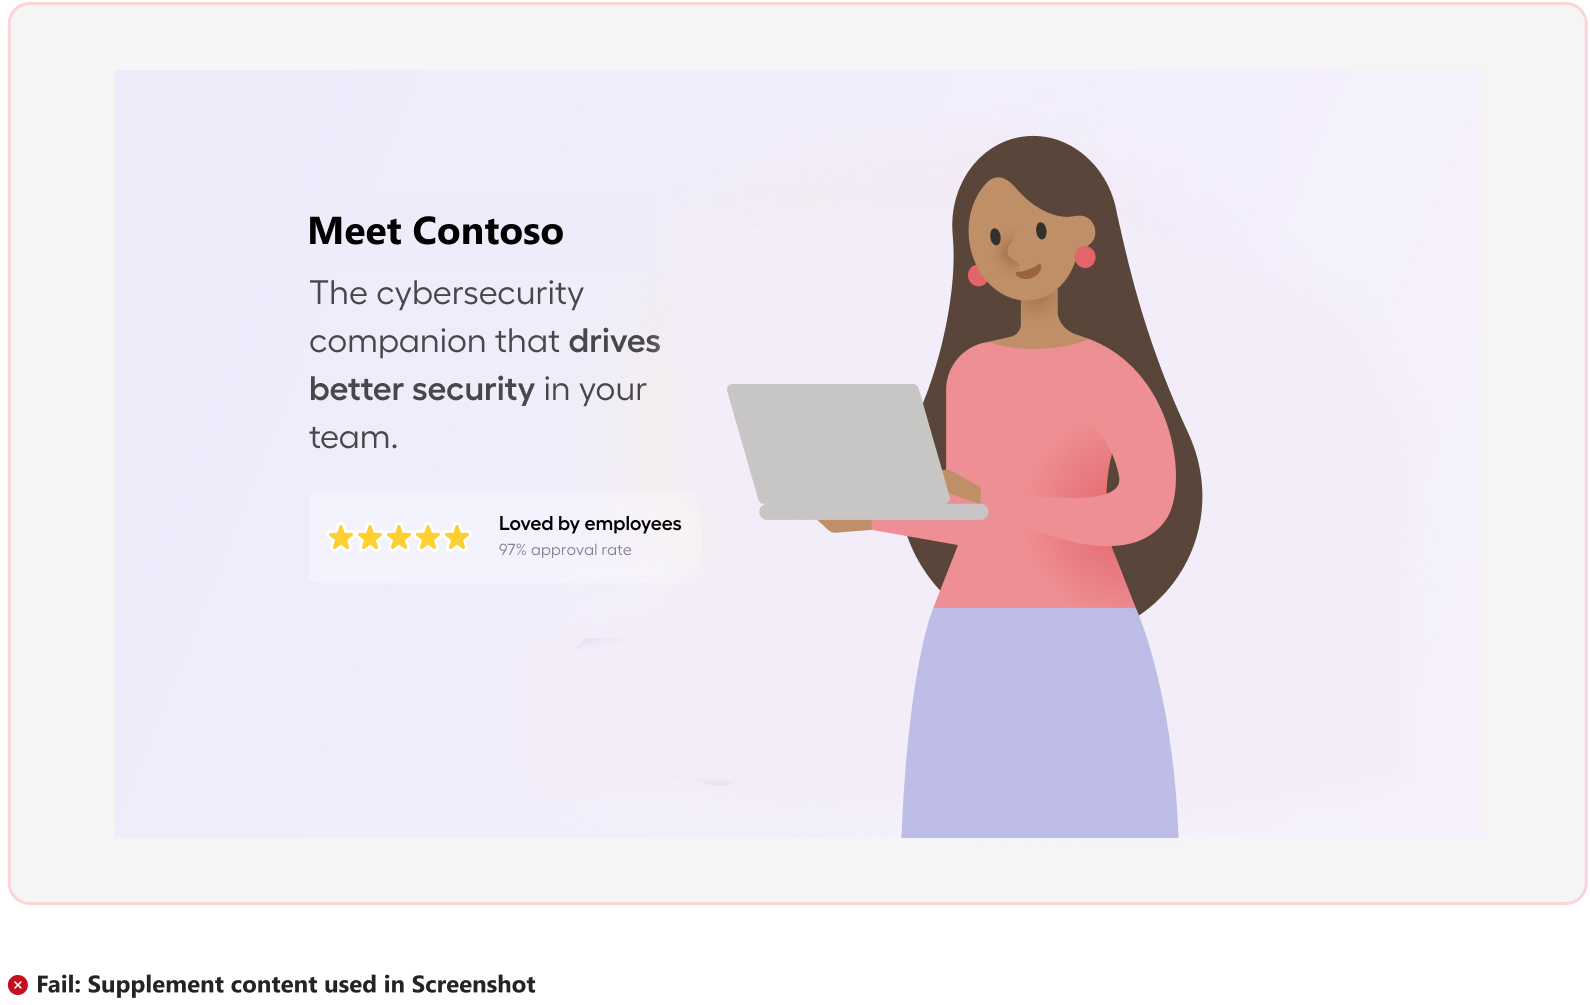 Meet Contoso
The cybersecurity
companion that drives
better security in your
team.
Loved by employees
97% approval rate
Fail: Supplement content used in Screenshot